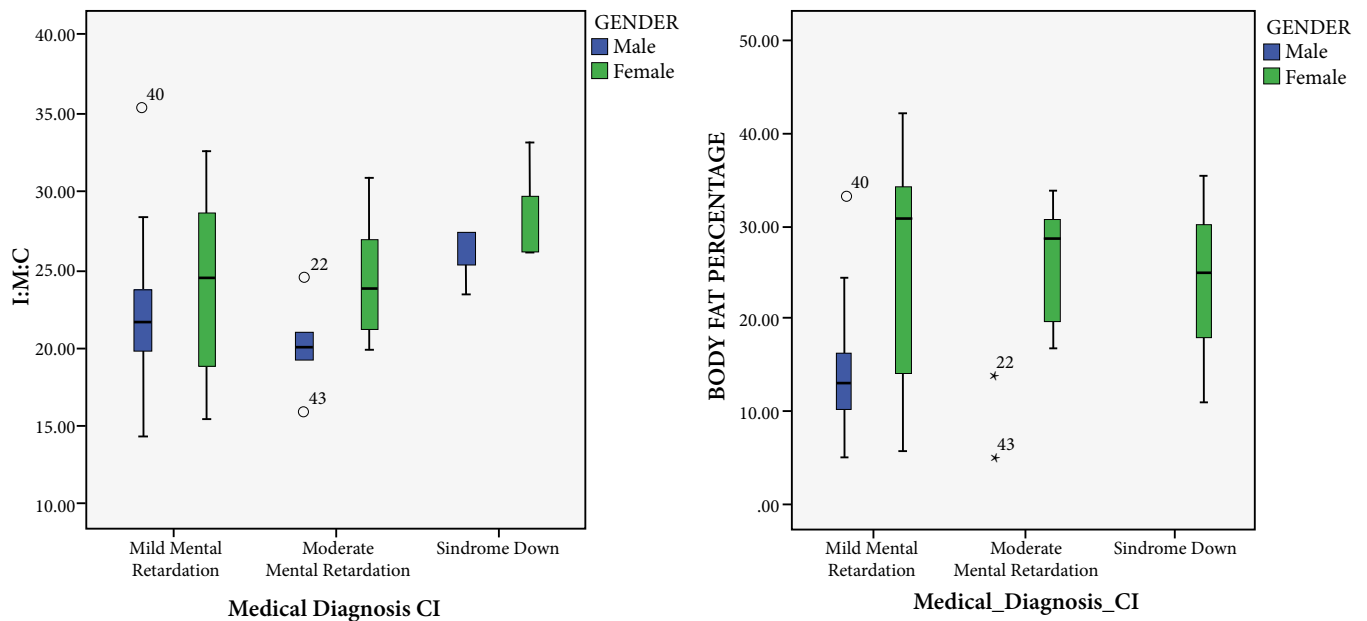 GENDER
Male
Female
40.00
35.00
30.00
25.00
20.00
15.00
10.00
I:M:C
40
22
43
Mild Mental
Retardation
Moderate
Mental Retardation
Sindrome Down
Medical Diagnosis CI
GENDER
Male
Female
50.00
40.00
30.00
20.00
10.00
.00
BODY FAT PERCENTAGE
40
22
43
Mild Mental
Retardation
Moderate
Mental Retardation
Sindrome Down
Medical_Diagnosis_CI